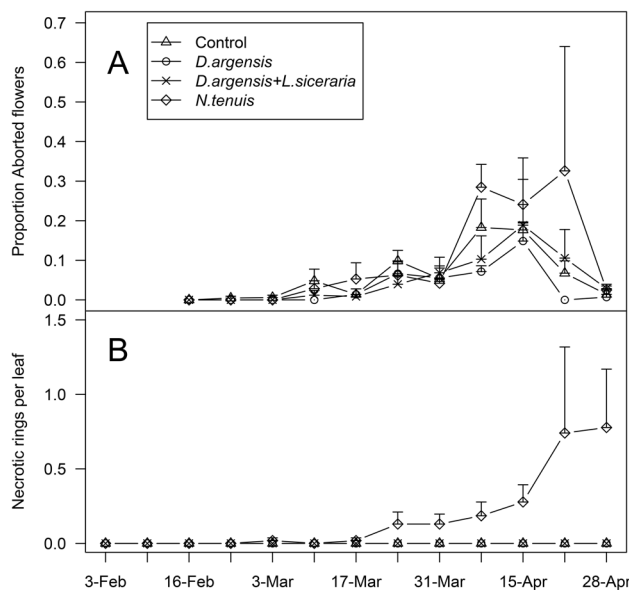 0.7
0.6
0.5
0.4
0.3
0.2
0.1
0.0
Proportion Aborted flowers
A
Control
D.argensis
D.argensis+L.siceraria
N.tenuis
1.5
1.0
0.5
0.0
Necrotic rings per leaf
B
3-Feb 16-Feb 3-Mar 17-Mar 31-Mar 15-Apr 28-Apr